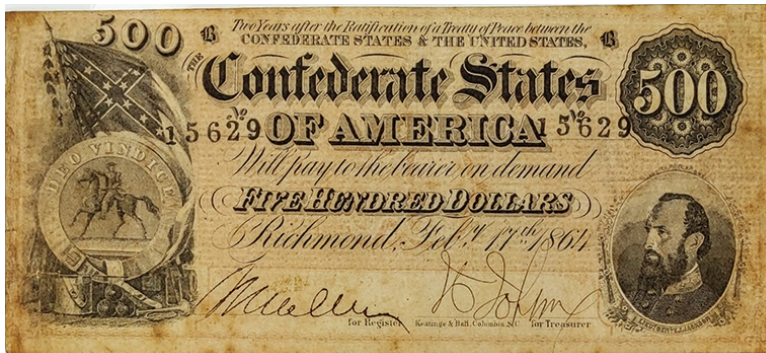 500
B Two Years after the Ratification of a Treaty of Peace between the B
CONFEDERATE STATES & THE UNITED STATES,
THE
Confederate States
500
No 15629 OF AMERICA No 15629
Will pay to the bearer on demand
DEO VINDICE
FIVE HUNDRED DOLLARS
Richmond, Feby. 17th 1864
for Register Keatinge & Ball, Columbia, S.C. for Treasurer